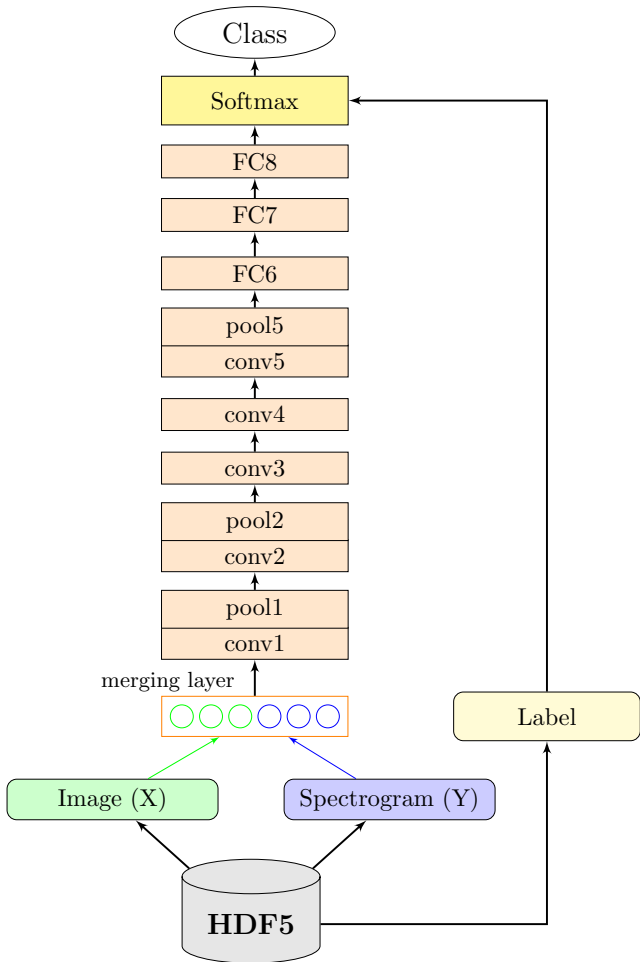 Class
Softmax
FC8
FC7
FC6
pool5
conv5
conv4
conv3
pool2
conv2
pool1
conv1
merging layer
Label
Image (X)
Spectrogram (Y)
HDF5